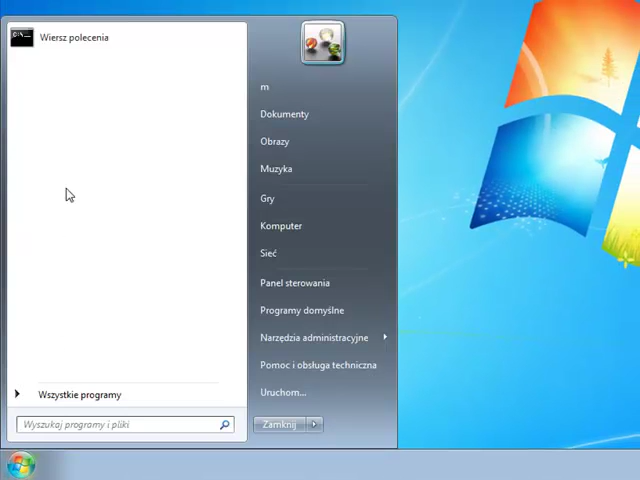 Wiersz polecenia
m
Dokumenty
Obrazy
Muzyka
Gry
Komputer
Sieć
Panel sterowania
Programy domyślne
Narzędzia administracyjne
Pomoc i obsługa techniczna
Uruchom...
Wszystkie programy
Wyszukaj programy i pliki
Zamknij